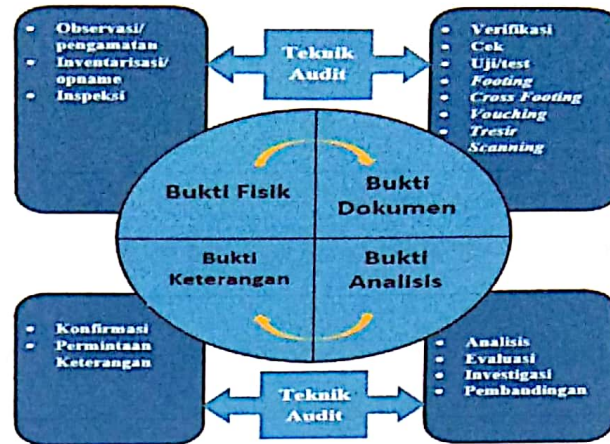 • Observasi/
pengamatan
• Inventarisasi/
opname
• Inspeksi
Teknik
Audit
• Verifikasi
• Cek
• Uji/test
• Footing
• Cross Footing
• Vouching
• Tresir
• Scanning
Bukti Fisik
Bukti
Dokumen
Bukti
Keterangan
Bukti
Analisis
• Konfirmasi
• Permintaan
Keterangan
Teknik
Audit
• Analisis
• Evaluasi
• Investigasi
• Pembandingan